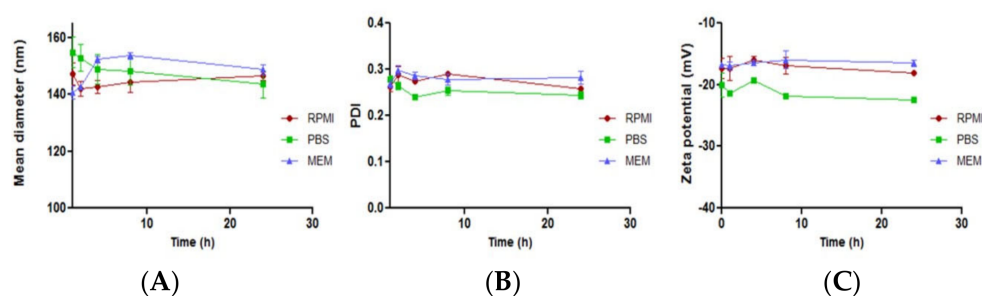 Mean diameter (nm)
160
140
120
100
10
20
30
Time (h)
RPMI
PBS
MEM
(A)
PDI
0.4
0.3
0.2
0.1
0.0
10
20
30
Time (h)
RPMI
PBS
MEM
(B)
Zeta potential (mV)
-10
-20
-30
-40
0
10
20
30
Time (h)
RPMI
PBS
MEM
(C)